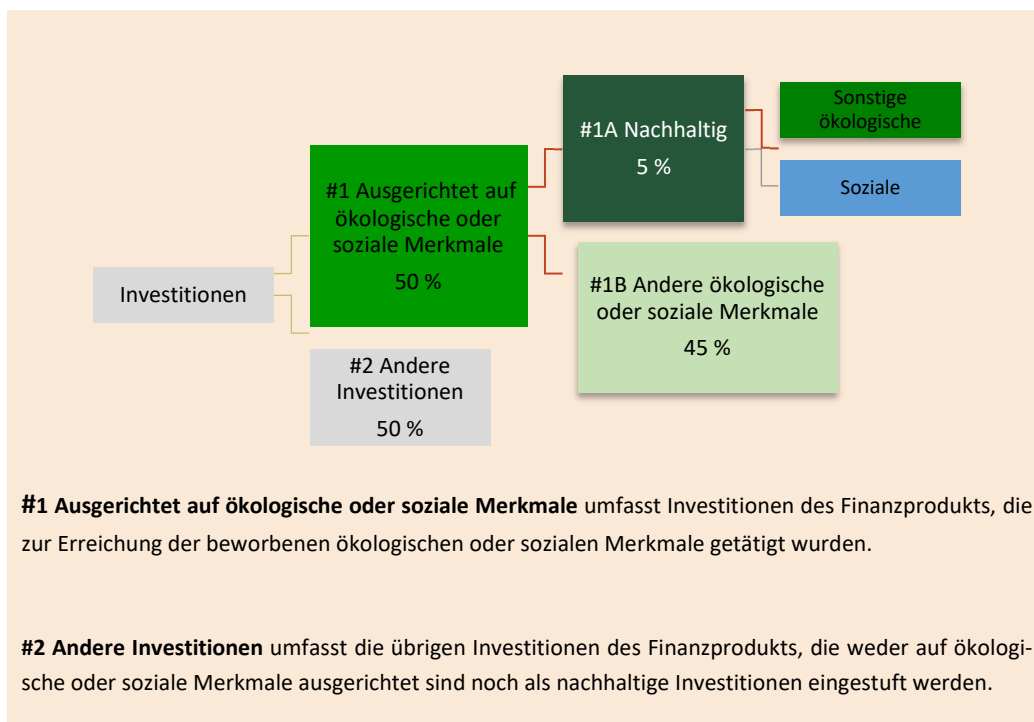 Investitionen
#1 Ausgerichtet auf
ökologische oder
soziale Merkmale
50 %
#2 Andere
Investitionen
50 %
#1A Nachhaltig
5 %
#1B Andere ökologische
oder soziale Merkmale
45 %
Sonstige
ökologische
Soziale
#1 Ausgerichtet auf ökologische oder soziale Merkmale umfasst Investitionen des Finanzprodukts, die
zur Erreichung der beworbenen ökologischen oder sozialen Merkmale getätigt wurden.
#2 Andere Investitionen umfasst die übrigen Investitionen des Finanzprodukts, die weder auf ökologi-
sche oder soziale Merkmale ausgerichtet sind noch als nachhaltige Investitionen eingestuft werden.